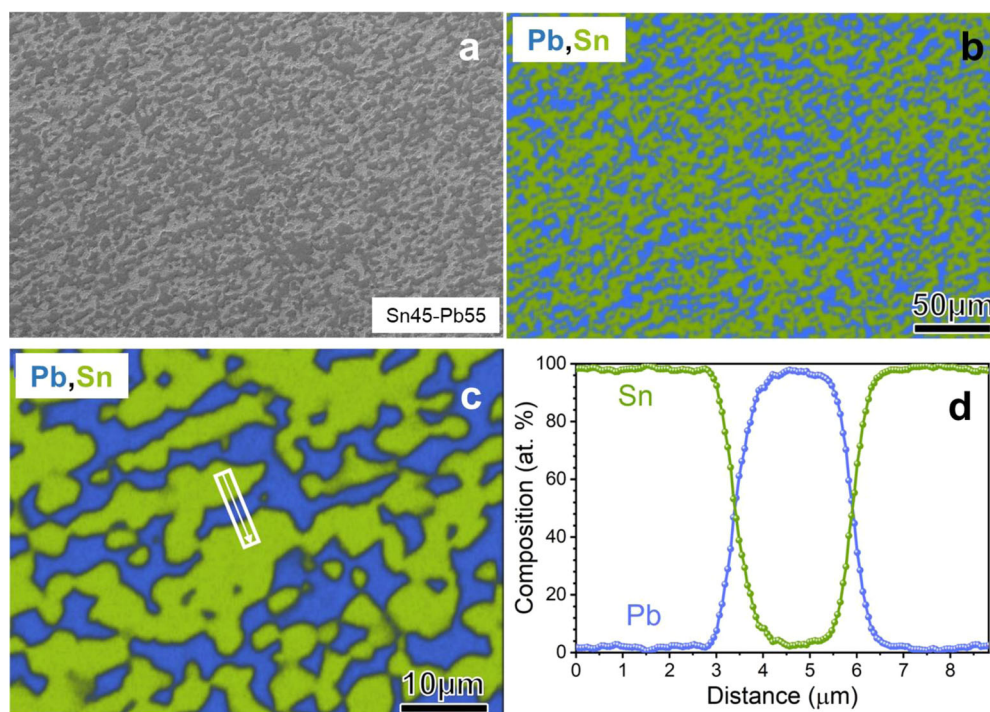 a
Sn45-Pb55
Pb,Sn
b
50μm
Pb,Sn
c
10μm
d
Sn
Pb
Composition (at. %)
100
80
60
40
20
0
0 1 2 3 4 5 6 7 8
Distance (μm)